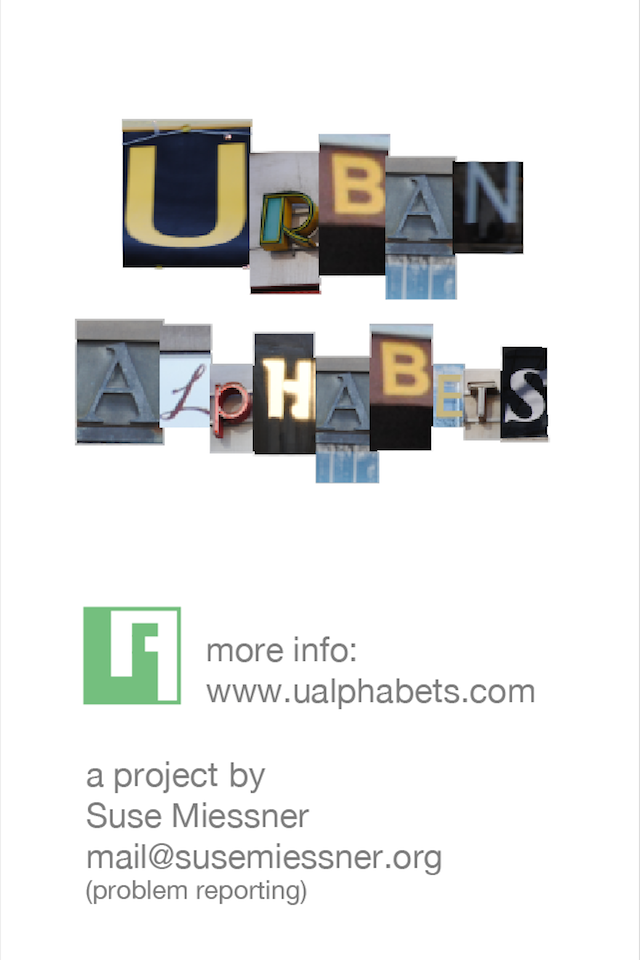 URBAN
ALpHABETS
more info:
www.ualphabets.com
a project by
Suse Miessner
mail@susemiessner.org
(problem reporting)